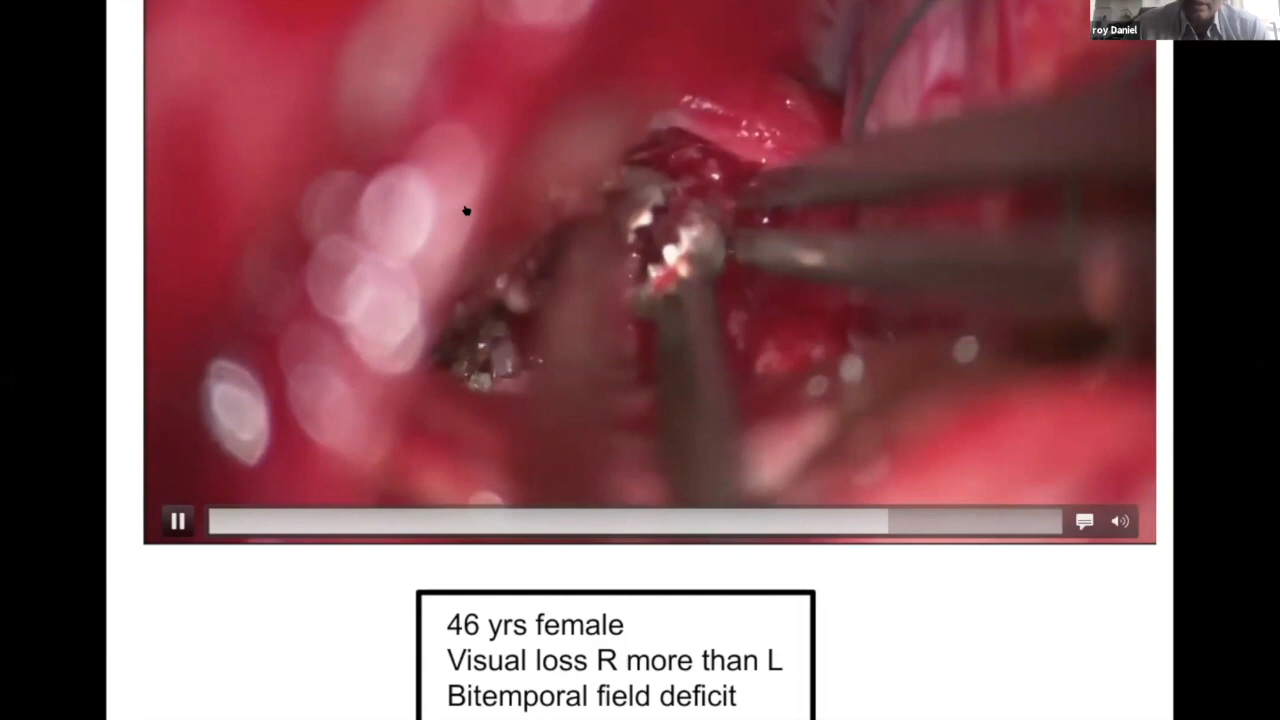 roy Daniel
46 yrs female
Visual loss R more than L
Bitemporal field deficit